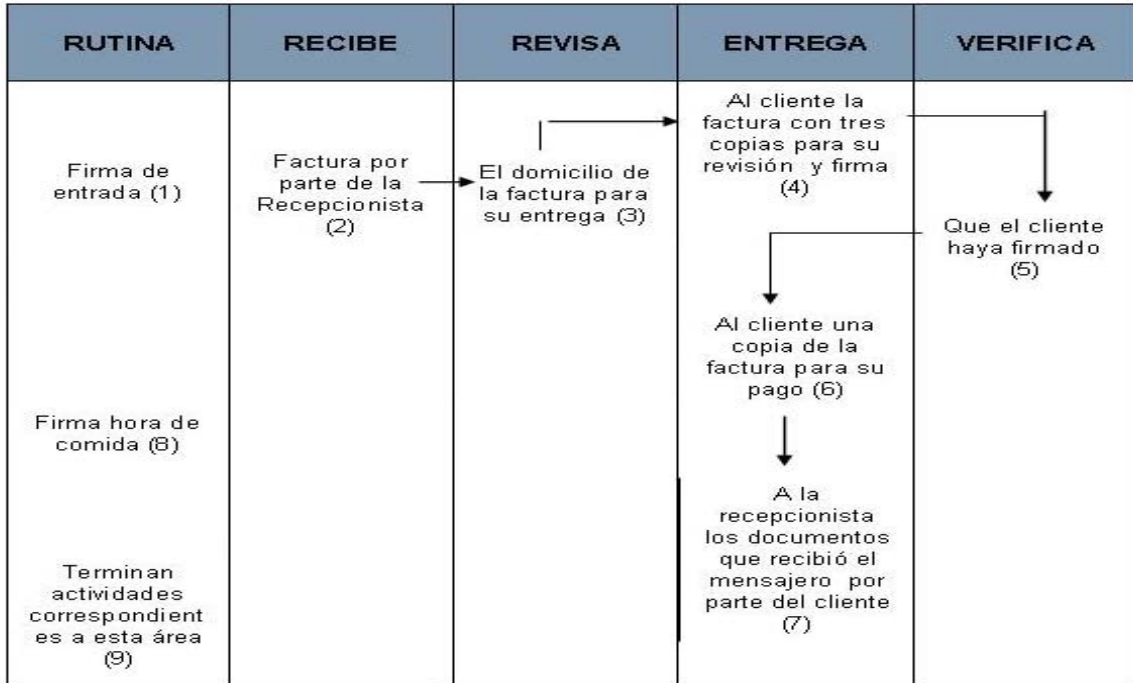 RUTINA
RECIBE
REVISA
ENTREGA
VERIFICA
Firma de
entrada (1)
Factura por
parte de la
Recepcionista
(2)
El domicilio de
la factura para
su entrega (3)
Al cliente la
factura con tres
copias para su
revisión y firma
(4)
Que el cliente
haya firmado
(5)
Al cliente una
copia de la
factura para su
pago (6)
A la
recepcionista
los documentos
que recibió el
mensajero por
parte del cliente
(7)
Firma hora de
comida (8)
Terminan
actividades
correspondient
es a esta área
(9)